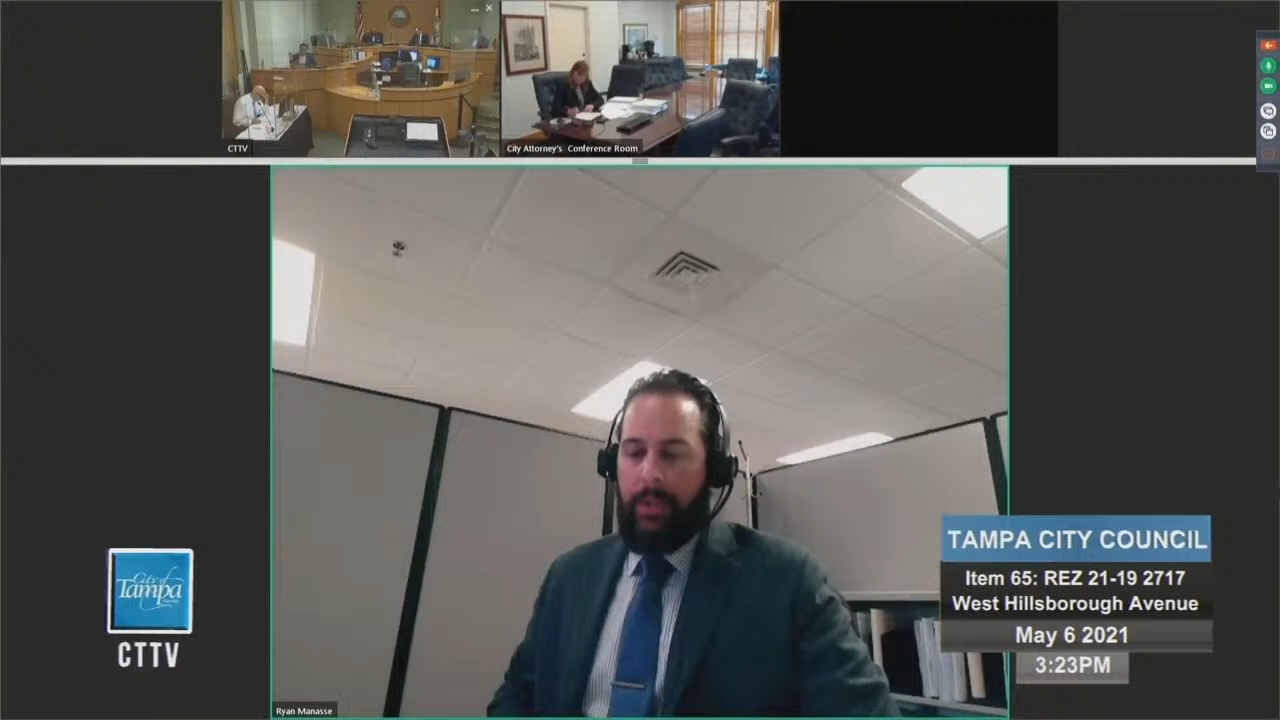 CTTV
City Attorney's Conference Room
Ryan Manasse
City of
Tampa
CTTV
TAMPA CITY COUNCIL
Item 65: REZ 21-19 2717
West Hillsborough Avenue
May 6 2021
3:23PM